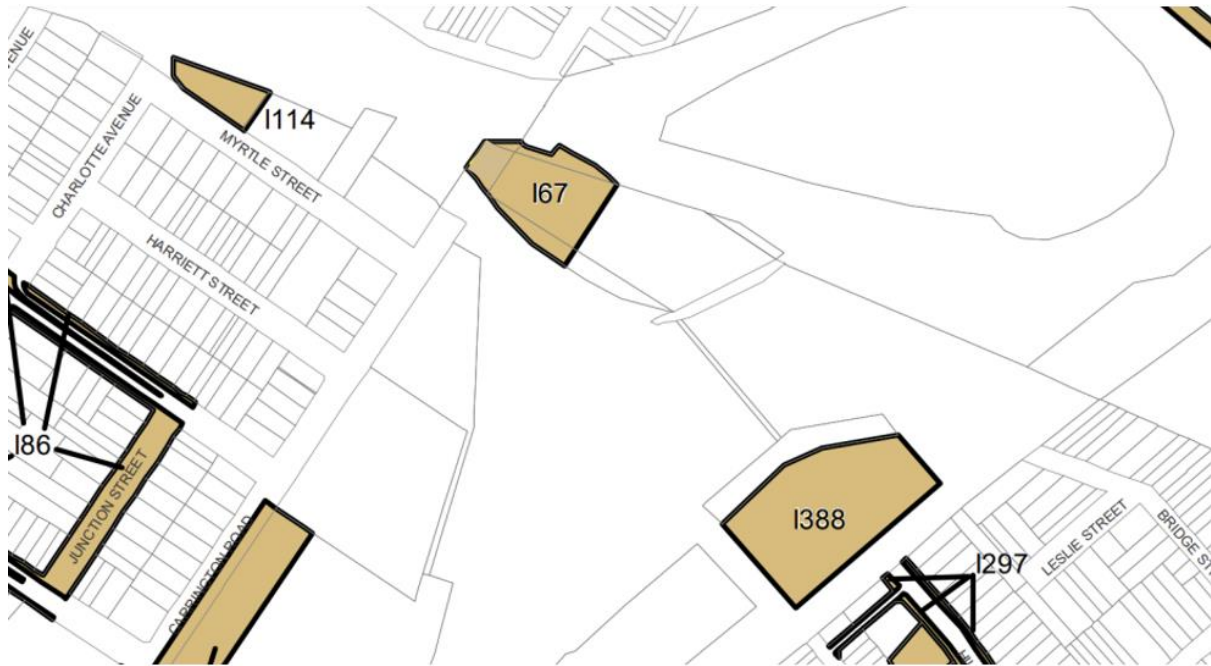 ENUE
I114
CHARLOTTE AVENUE
MYRTLE STREET
I67
HARRIETT STREET
I86
JUNCTION STREET
CARRINGTON ROAD
I388
I297
LESLIE STREET
BRIDGE ST